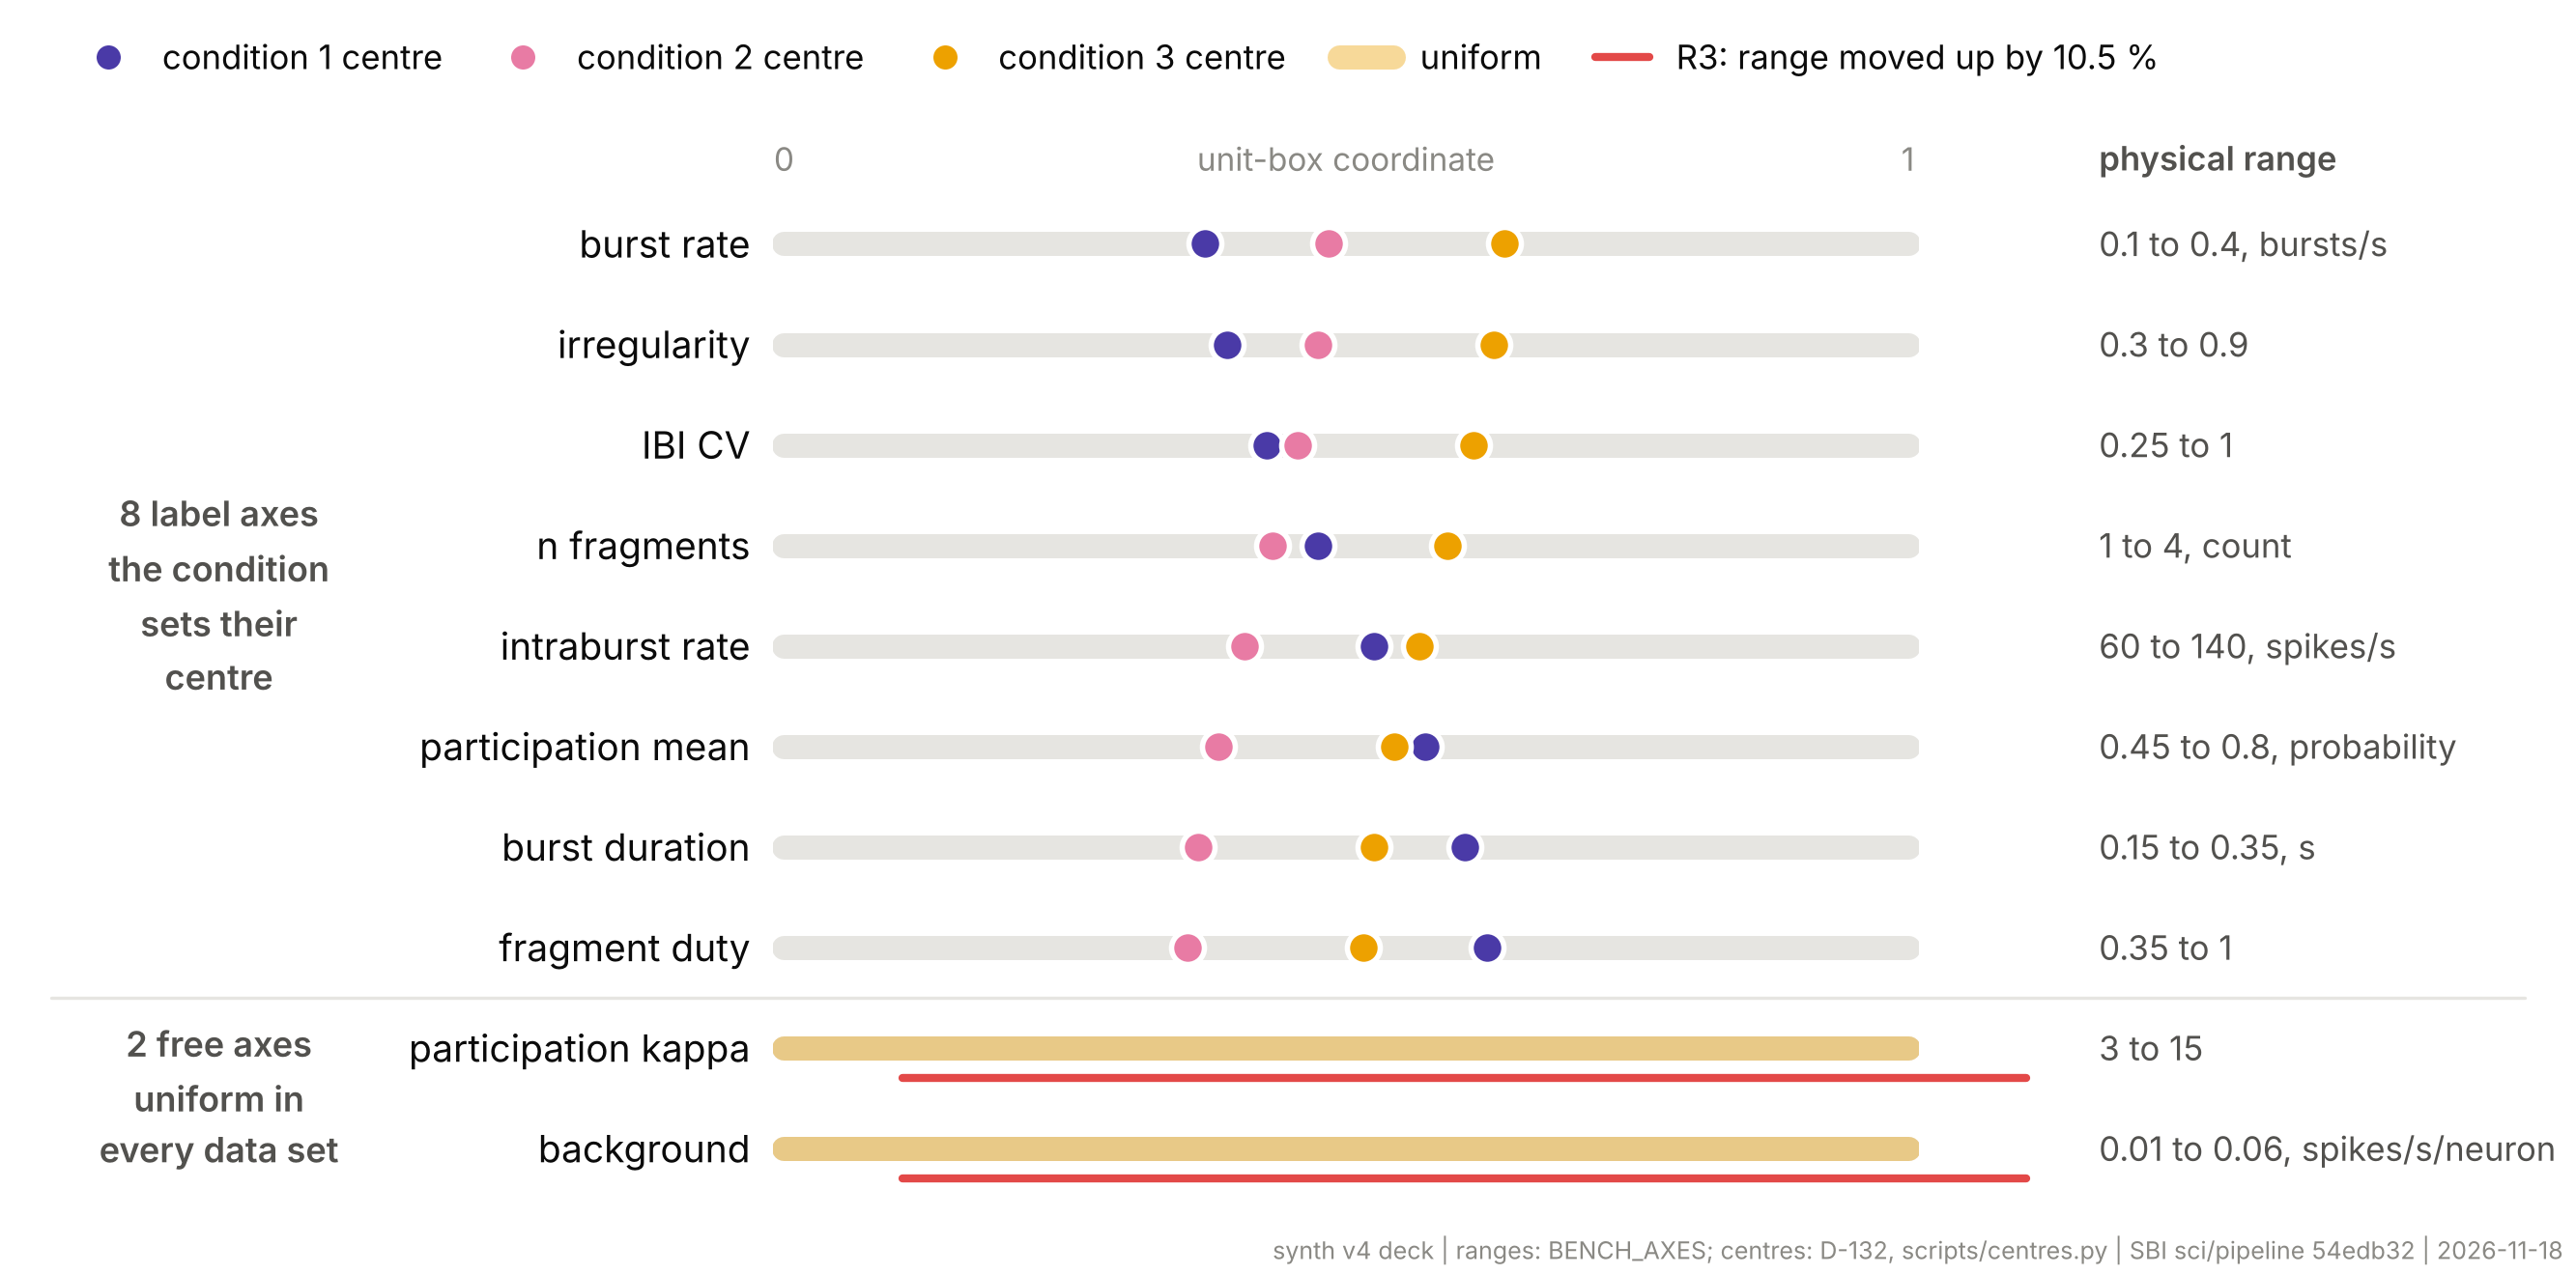 condition 1 centre condition 2 centre condition 3 centre uniform R3: range moved up by 10.5 %
0 unit-box coordinate 1 physical range
burst rate 0.1 to 0.4, bursts/s
irregularity 0.3 to 0.9
IBI CV 0.25 to 1
8 label axes
the condition
sets their
centre
n fragments 1 to 4, count
intraburst rate 60 to 140, spikes/s
participation mean 0.45 to 0.8, probability
burst duration 0.15 to 0.35, s
fragment duty 0.35 to 1
2 free axes
uniform in
every data set
participation kappa 3 to 15
background 0.01 to 0.06, spikes/s/neuron
synth v4 deck | ranges: BENCH_AXES; centres: D-132, scripts/centres.py | SBI sci/pipeline 54edb32 | 2026-11-18